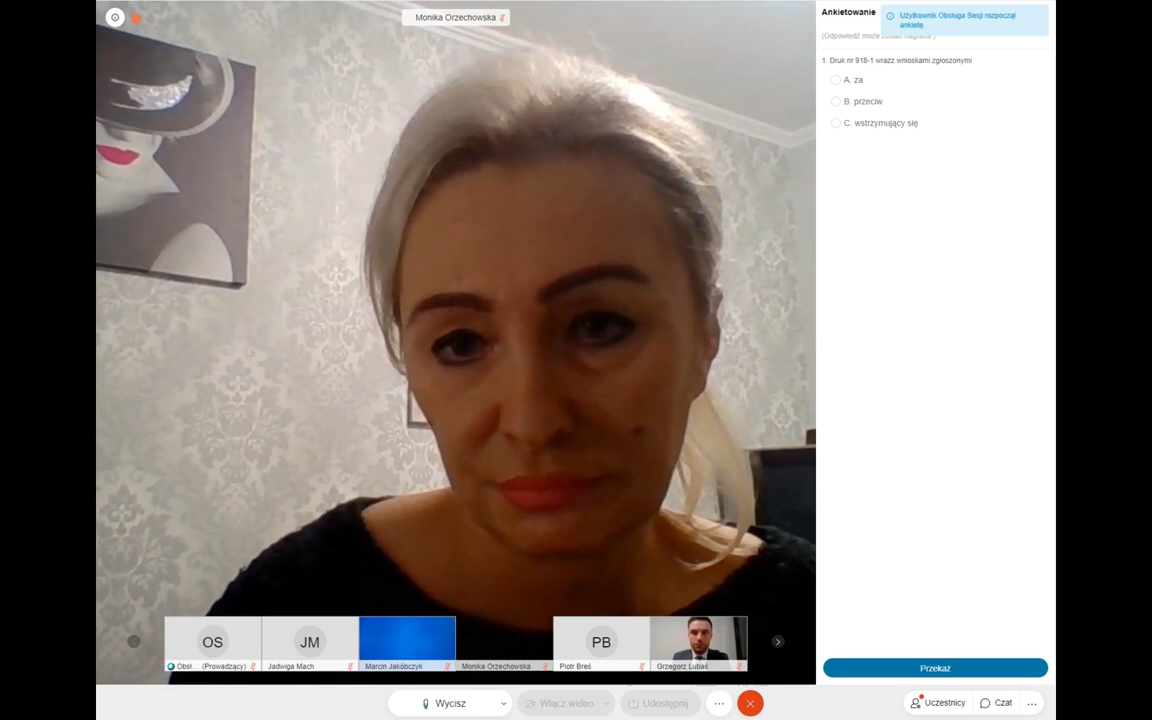 Monika Orzechowska
Ankietowanie
Użytkownik Obsługa Sesji rozpoczął
ankietę.
(Odpowiedź może zostać nagrana )
1. Druk nr 918-1 wrazz wnioskami zgłoszonymi
A. za
B. przeciw
C. wstrzymujący się
OS
JM
PB
Obsł... (Prowadzący)
Jadwiga Mach
Marcin Jakóbczyk
Monika Orzechowska
Piotr Breś
Grzegorz Lubaś
Przekaż
Wycisz
Włącz wideo
Udostępnij
Uczestnicy
Czat